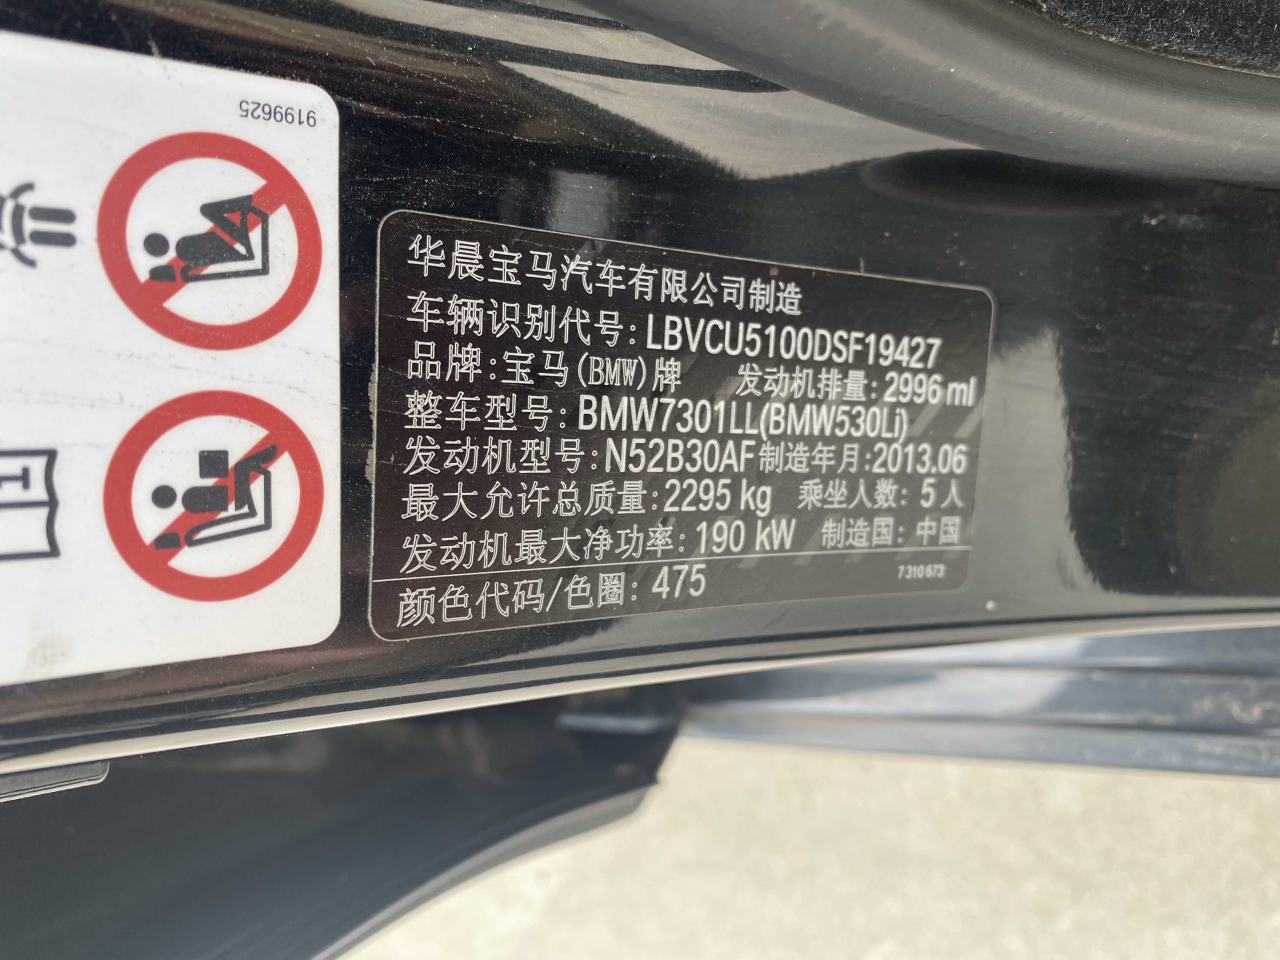 9199625
华晨宝马汽车有限公司制造
车辆识别代号: LBVCU5100DSF19427
品牌: 宝马(BMW)牌 发动机排量: 2996 ml
整车型号: BMW7301LL(BMW530Li)
发动机型号: N52B30AF 制造年月: 2013.06
最大允许总质量: 2295 kg 乘坐人数: 5 人
发动机最大净功率: 190 kW 制造国: 中国
颜色代码/色圈: 475 7310673